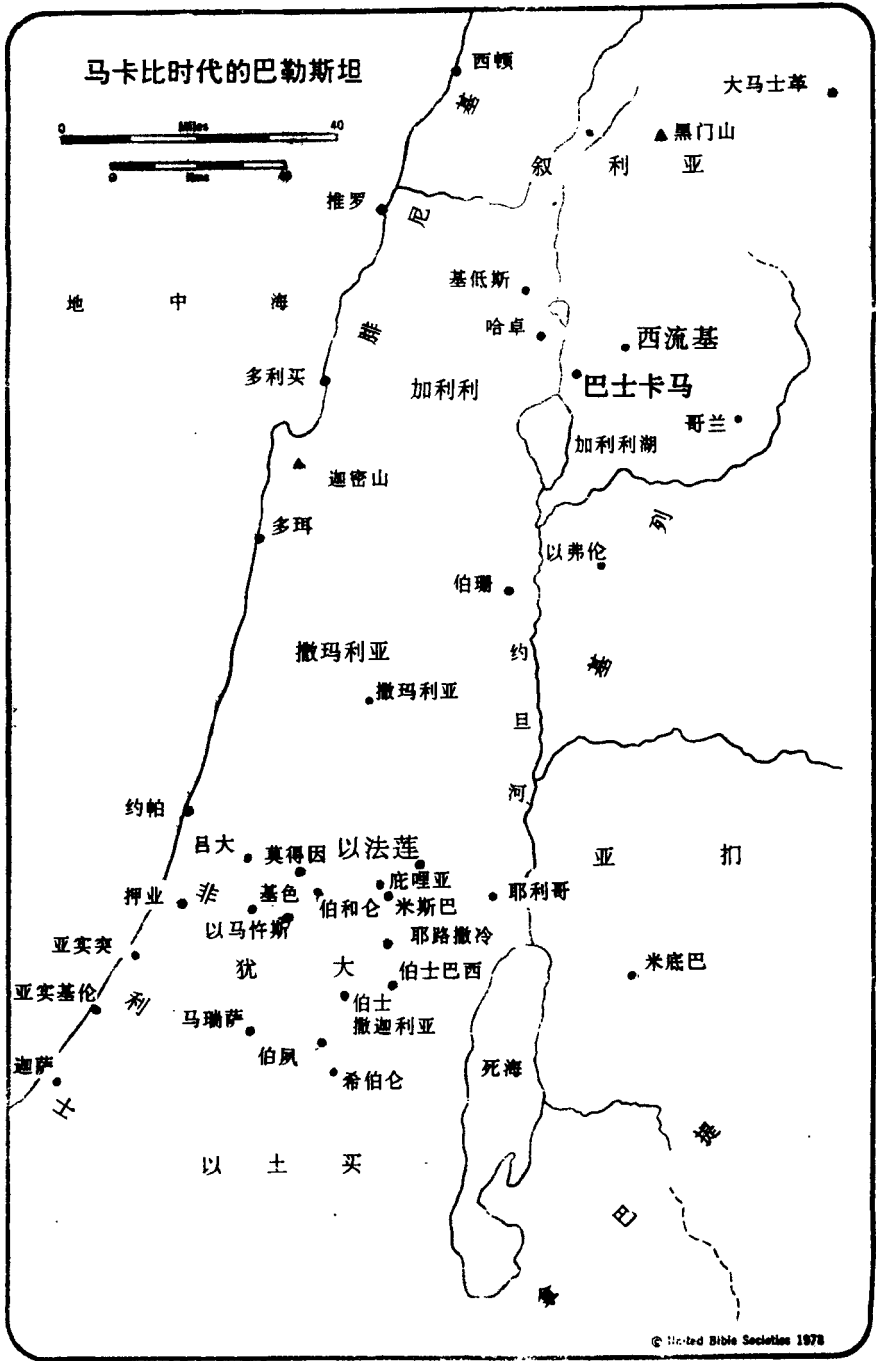 马卡比时代的巴勒斯坦
0 Miles 40
0 Kms 40
西顿
大马士革
黑门山
叙利亚
推罗
腓尼基
地中海
基低斯
哈卓
西流基
巴士卡马
多利买
加利利
哥兰
加利利湖
迦密山
多珥
以弗伦
基列
伯珊
撒玛利亚
撒玛利亚
约旦河
约帕
吕大
莫得因
以法莲
亚扪
庇哩亚
押业
基色
伯和仑
米斯巴
耶利哥
以马忤斯
耶路撒冷
亚实突
犹大
伯士巴西
米底巴
亚实基伦
伯士
撒迦利亚
马瑞萨
伯夙
希伯仑
迦萨
非利士
死海
以土买
拿巴提
© United Bible Societies 1978